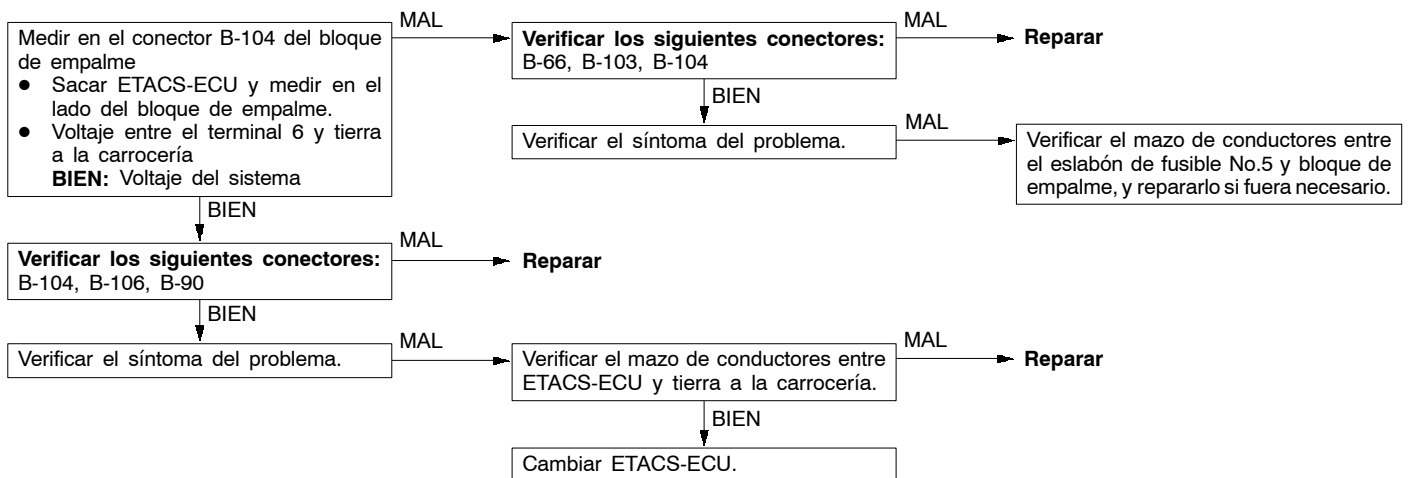 Medir en el conector B-104 del bloque
de empalme
● Sacar ETACS-ECU y medir en el
lado del bloque de empalme.
● Voltaje entre el terminal 6 y tierra
a la carrocería
BIEN: Voltaje del sistema
MAL
Verificar los siguientes conectores:
B-66, B-103, B-104
MAL
Reparar
BIEN
Verificar el síntoma del problema.
MAL
Verificar el mazo de conductores entre
el eslabón de fusible No.5 y bloque de
empalme, y repararlo si fuera necesario.
BIEN
Verificar los siguientes conectores:
B-104, B-106, B-90
MAL
Reparar
BIEN
Verificar el síntoma del problema.
MAL
Verificar el mazo de conductores entre
ETACS-ECU y tierra a la carrocería.
MAL
Reparar
BIEN
Cambiar ETACS-ECU.